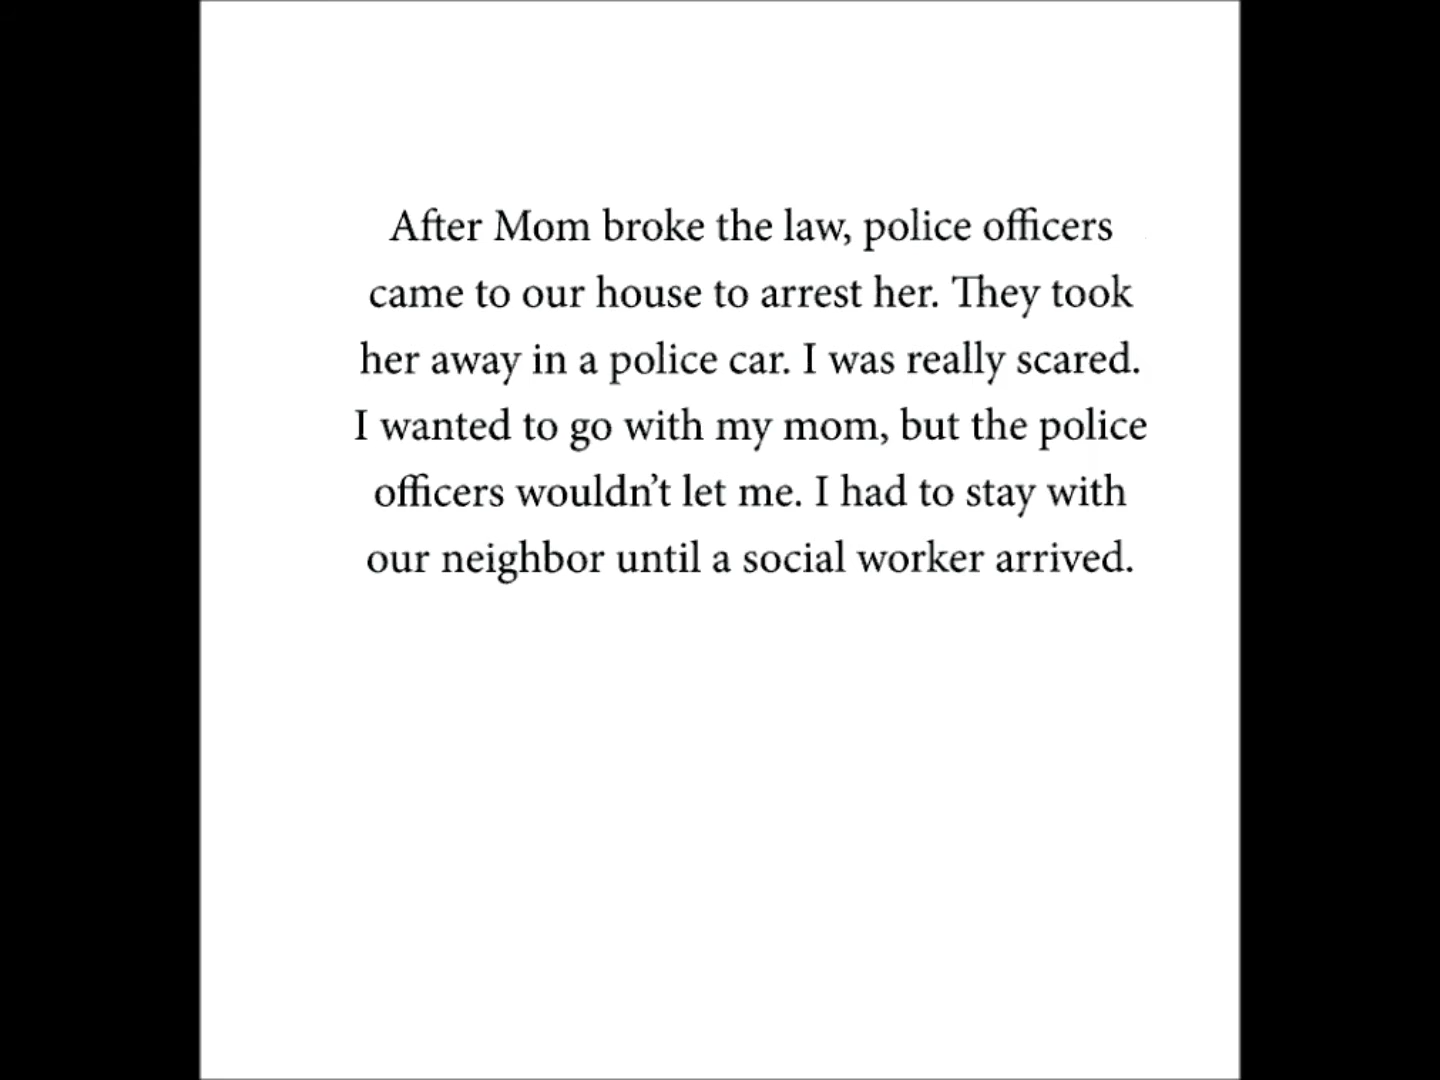 After Mom broke the law, police officers
came to our house to arrest her. They took
her away in a police car. I was really scared.
I wanted to go with my mom, but the police
officers wouldn’t let me. I had to stay with
our neighbor until a social worker arrived.